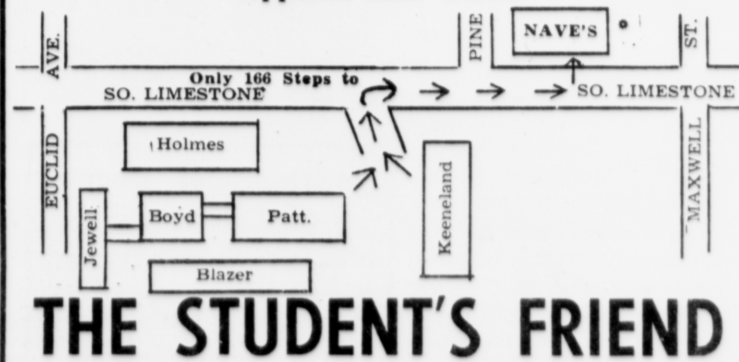 AVE.
PINE
NAVE'S
ST.
Only 166 Steps to
SO. LIMESTONE
SO. LIMESTONE
EUCLID
Holmes
MAXWELL
Keeneland
Jewell
Boyd
Patt.
Blazer
THE STUDENT'S FRIEND